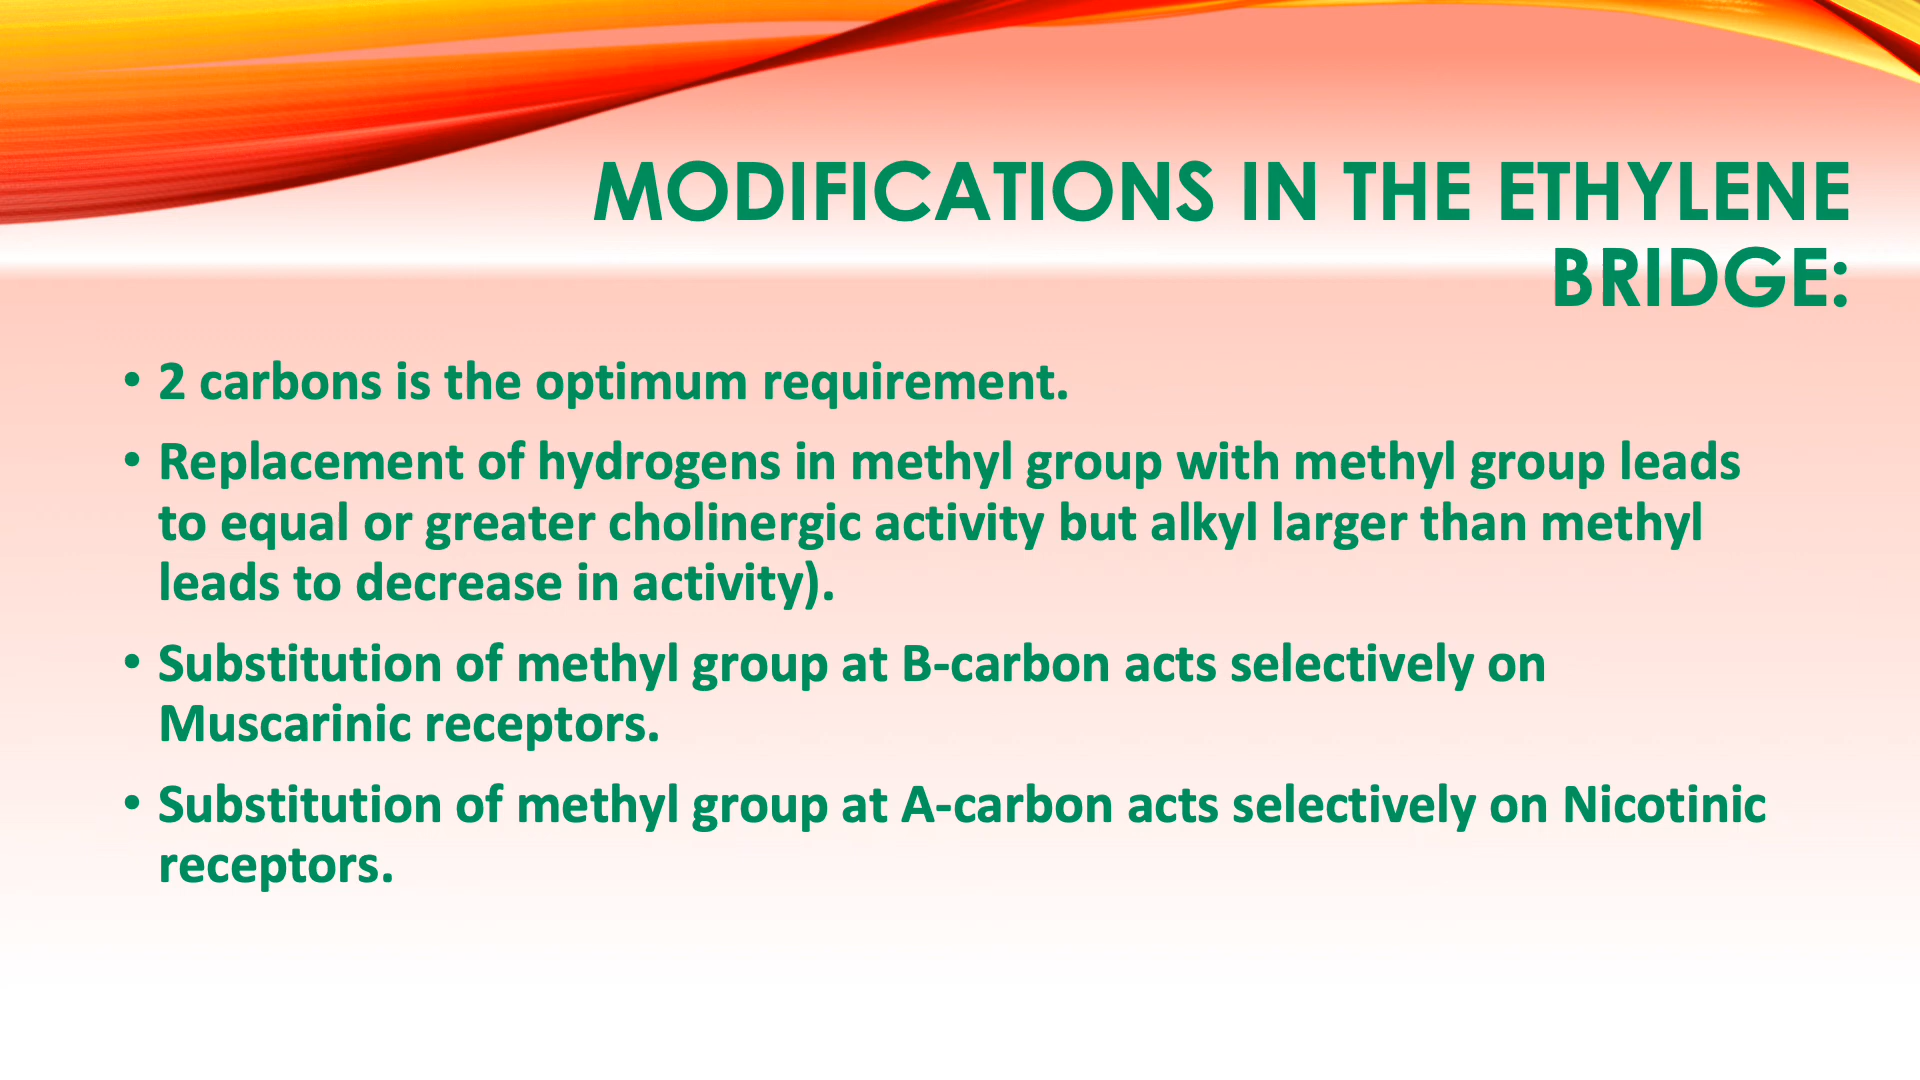 MODIFICATIONS IN THE ETHYLENE
BRIDGE:
• 2 carbons is the optimum requirement.
• Replacement of hydrogens in methyl group with methyl group leads
to equal or greater cholinergic activity but alkyl larger than methyl
leads to decrease in activity).
• Substitution of methyl group at B-carbon acts selectively on
Muscarinic receptors.
• Substitution of methyl group at A-carbon acts selectively on Nicotinic
receptors.